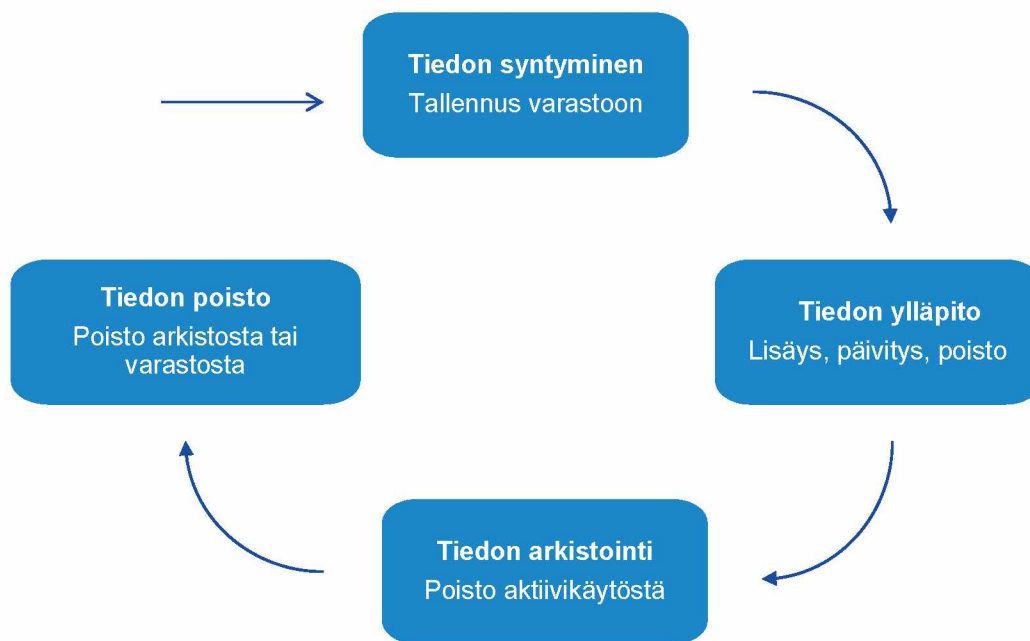 Tiedon syntyminen
Tallennus varastoon
Tiedon poisto
Poisto arkistosta tai
varastosta
Tiedon ylläpito
Lisäys, päivitys, poisto
Tiedon arkistointi
Poisto aktiivikäytöstä